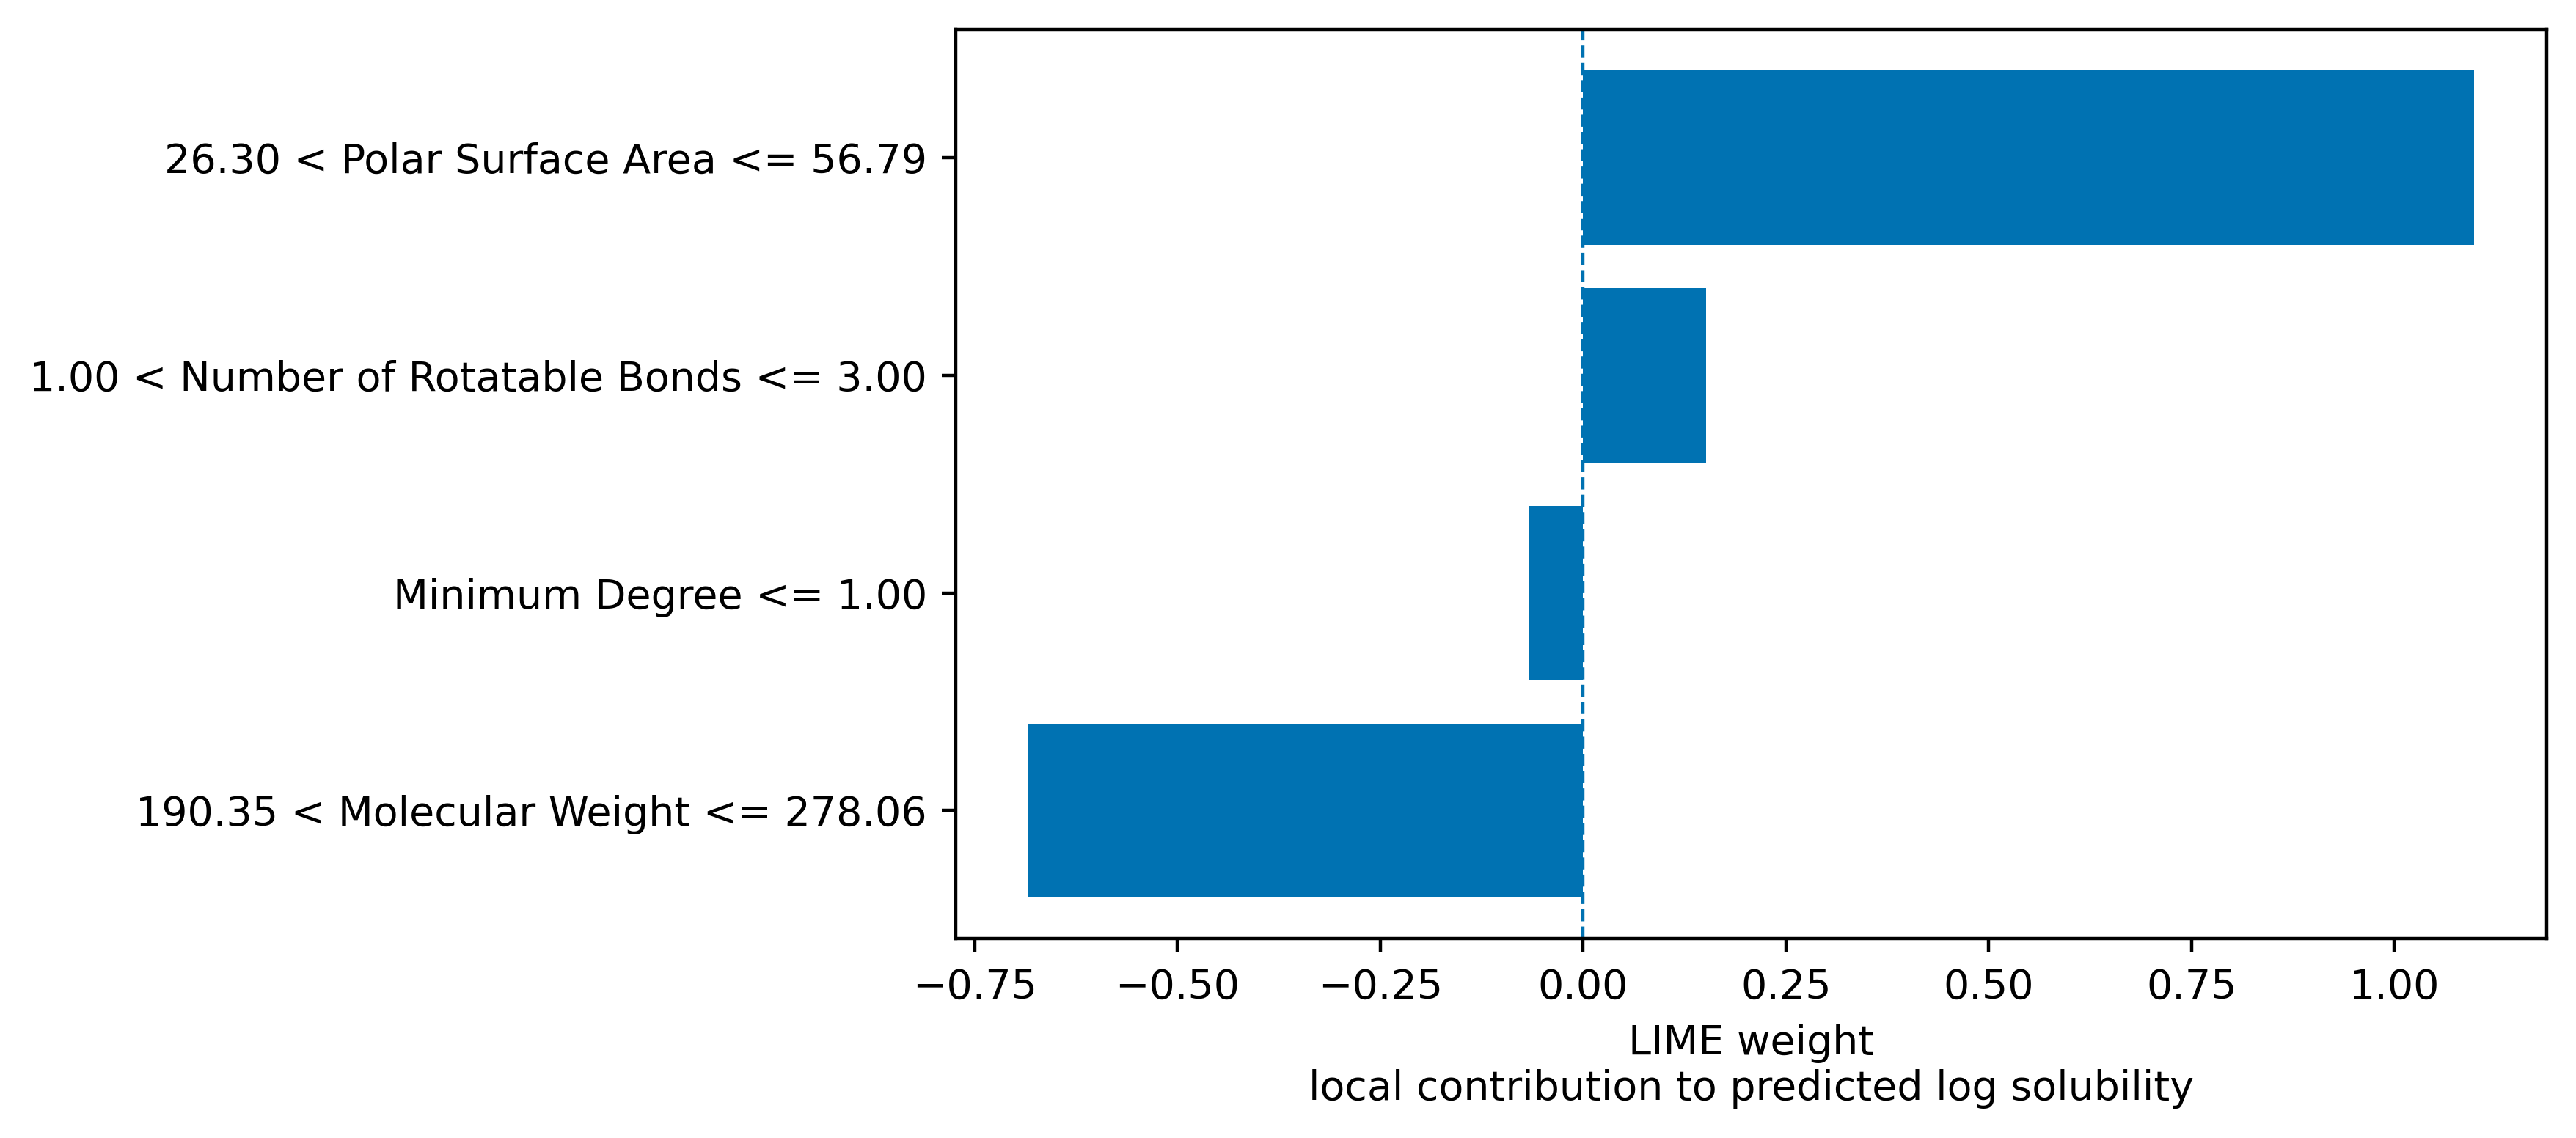 26.30 < Polar Surface Area <= 56.79
1.00 < Number of Rotatable Bonds <= 3.00
Minimum Degree <= 1.00
190.35 < Molecular Weight <= 278.06
−0.75 −0.50 −0.25 0.00 0.25 0.50 0.75 1.00
LIME weight
local contribution to predicted log solubility